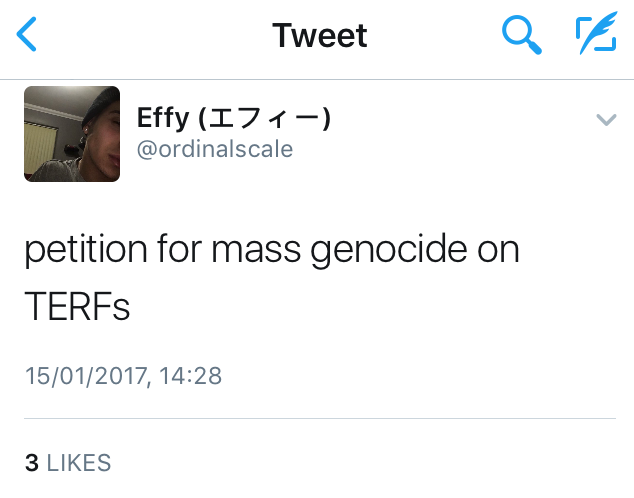 Tweet
Effy (エフィー)
@ordinalscale
petition for mass genocide on
TERFs
15/01/2017, 14:28
3 LIKES